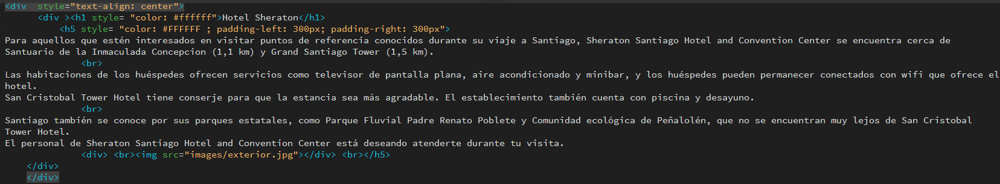 <div  style="text-align: center">
<div ><h1 style= "color: #ffffff">Hotel Sheraton</h1>
<h5 style= "color: #FFFFFF ; padding-left: 300px; padding-right: 300px">
Para aquellos que estén interesados en visitar puntos de referencia conocidos durante su viaje a Santiago, Sheraton Santiago Hotel and Convention Center se encuentra cerca de
Santuario de la Inmaculada Concepcion (1,1 km) y Grand Santiago Tower (1,5 km).
<br>
Las habitaciones de los huéspedes ofrecen servicios como televisor de pantalla plana, aire acondicionado y minibar, y los huéspedes pueden permanecer conectados con wifi que ofrece el
hotel.
San Cristobal Tower Hotel tiene conserje para que la estancia sea más agradable. El establecimiento también cuenta con piscina y desayuno.
<br>
Santiago también se conoce por sus parques estatales, como Parque Fluvial Padre Renato Poblete y Comunidad ecológica de Peñalolén, que no se encuentran muy lejos de San Cristobal
Tower Hotel.
El personal de Sheraton Santiago Hotel and Convention Center está deseando atenderte durante tu visita.
<div> <br><img src="images/exterior.jpg"></div> <br></h5>
</div>
</div>